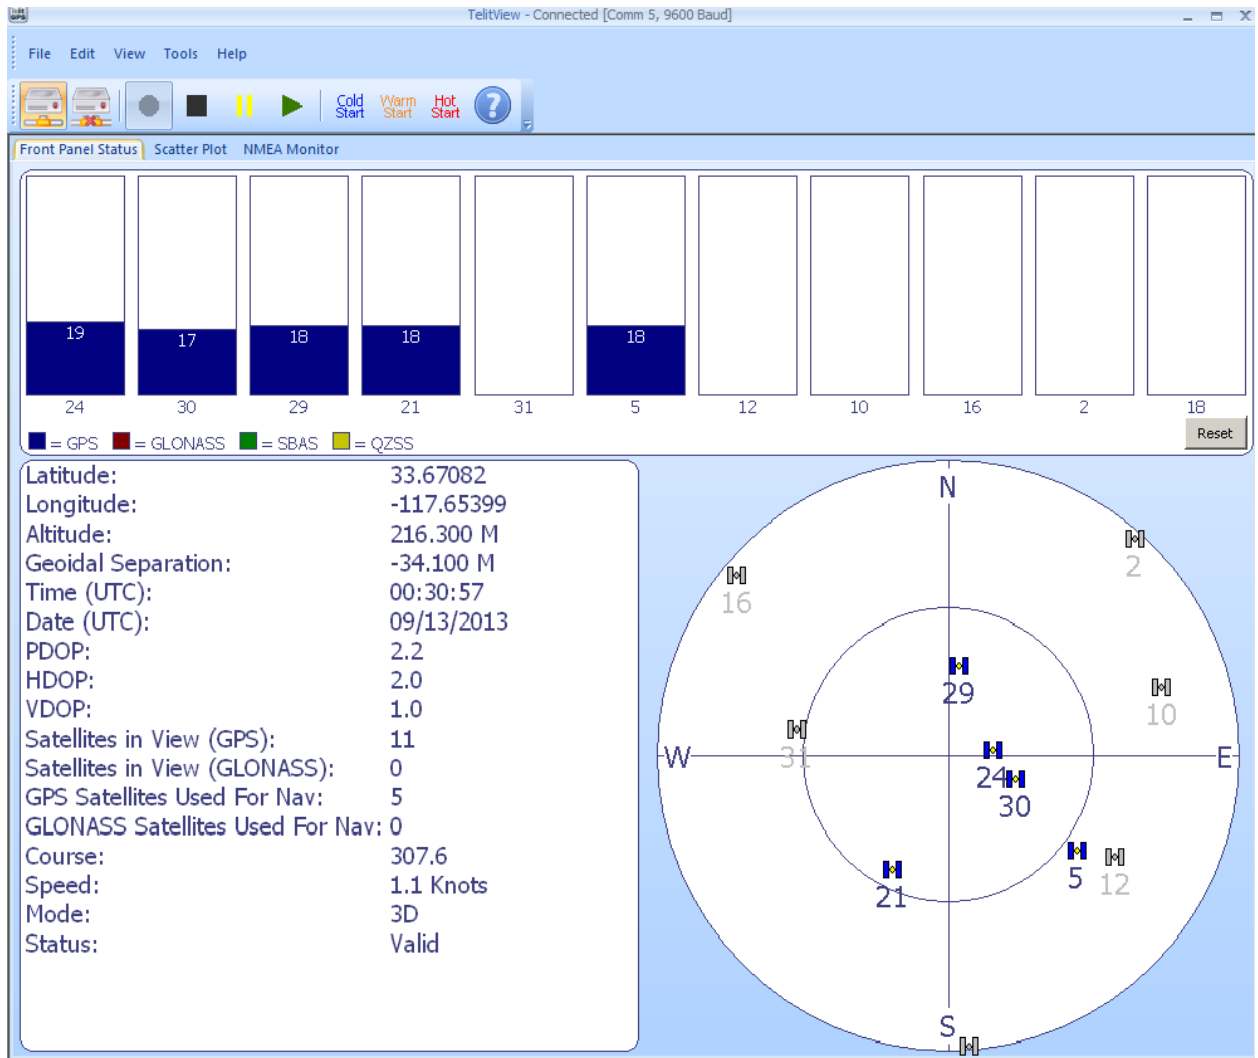 TelitView - Connected [Comm 5, 9600 Baud]
File Edit View Tools Help
Cold Start Warm Start Hot Start ?
Front Panel Status Scatter Plot NMEA Monitor
19 17 18 18 18
24 30 29 21 31 5 12 10 16 2 18
= GPS = GLONASS = SBAS = QZSS
Reset
Latitude: 33.67082
Longitude: -117.65399
Altitude: 216.300 M
Geoidal Separation: -34.100 M
Time (UTC): 00:30:57
Date (UTC): 09/13/2013
PDOP: 2.2
HDOP: 2.0
VDOP: 1.0
Satellites in View (GPS): 11
Satellites in View (GLONASS): 0
GPS Satellites Used For Nav: 5
GLONASS Satellites Used For Nav: 0
Course: 307.6
Speed: 1.1 Knots
Mode: 3D
Status: Valid
N
2
16
29
10
31
W E
24
30
5 12
21
S